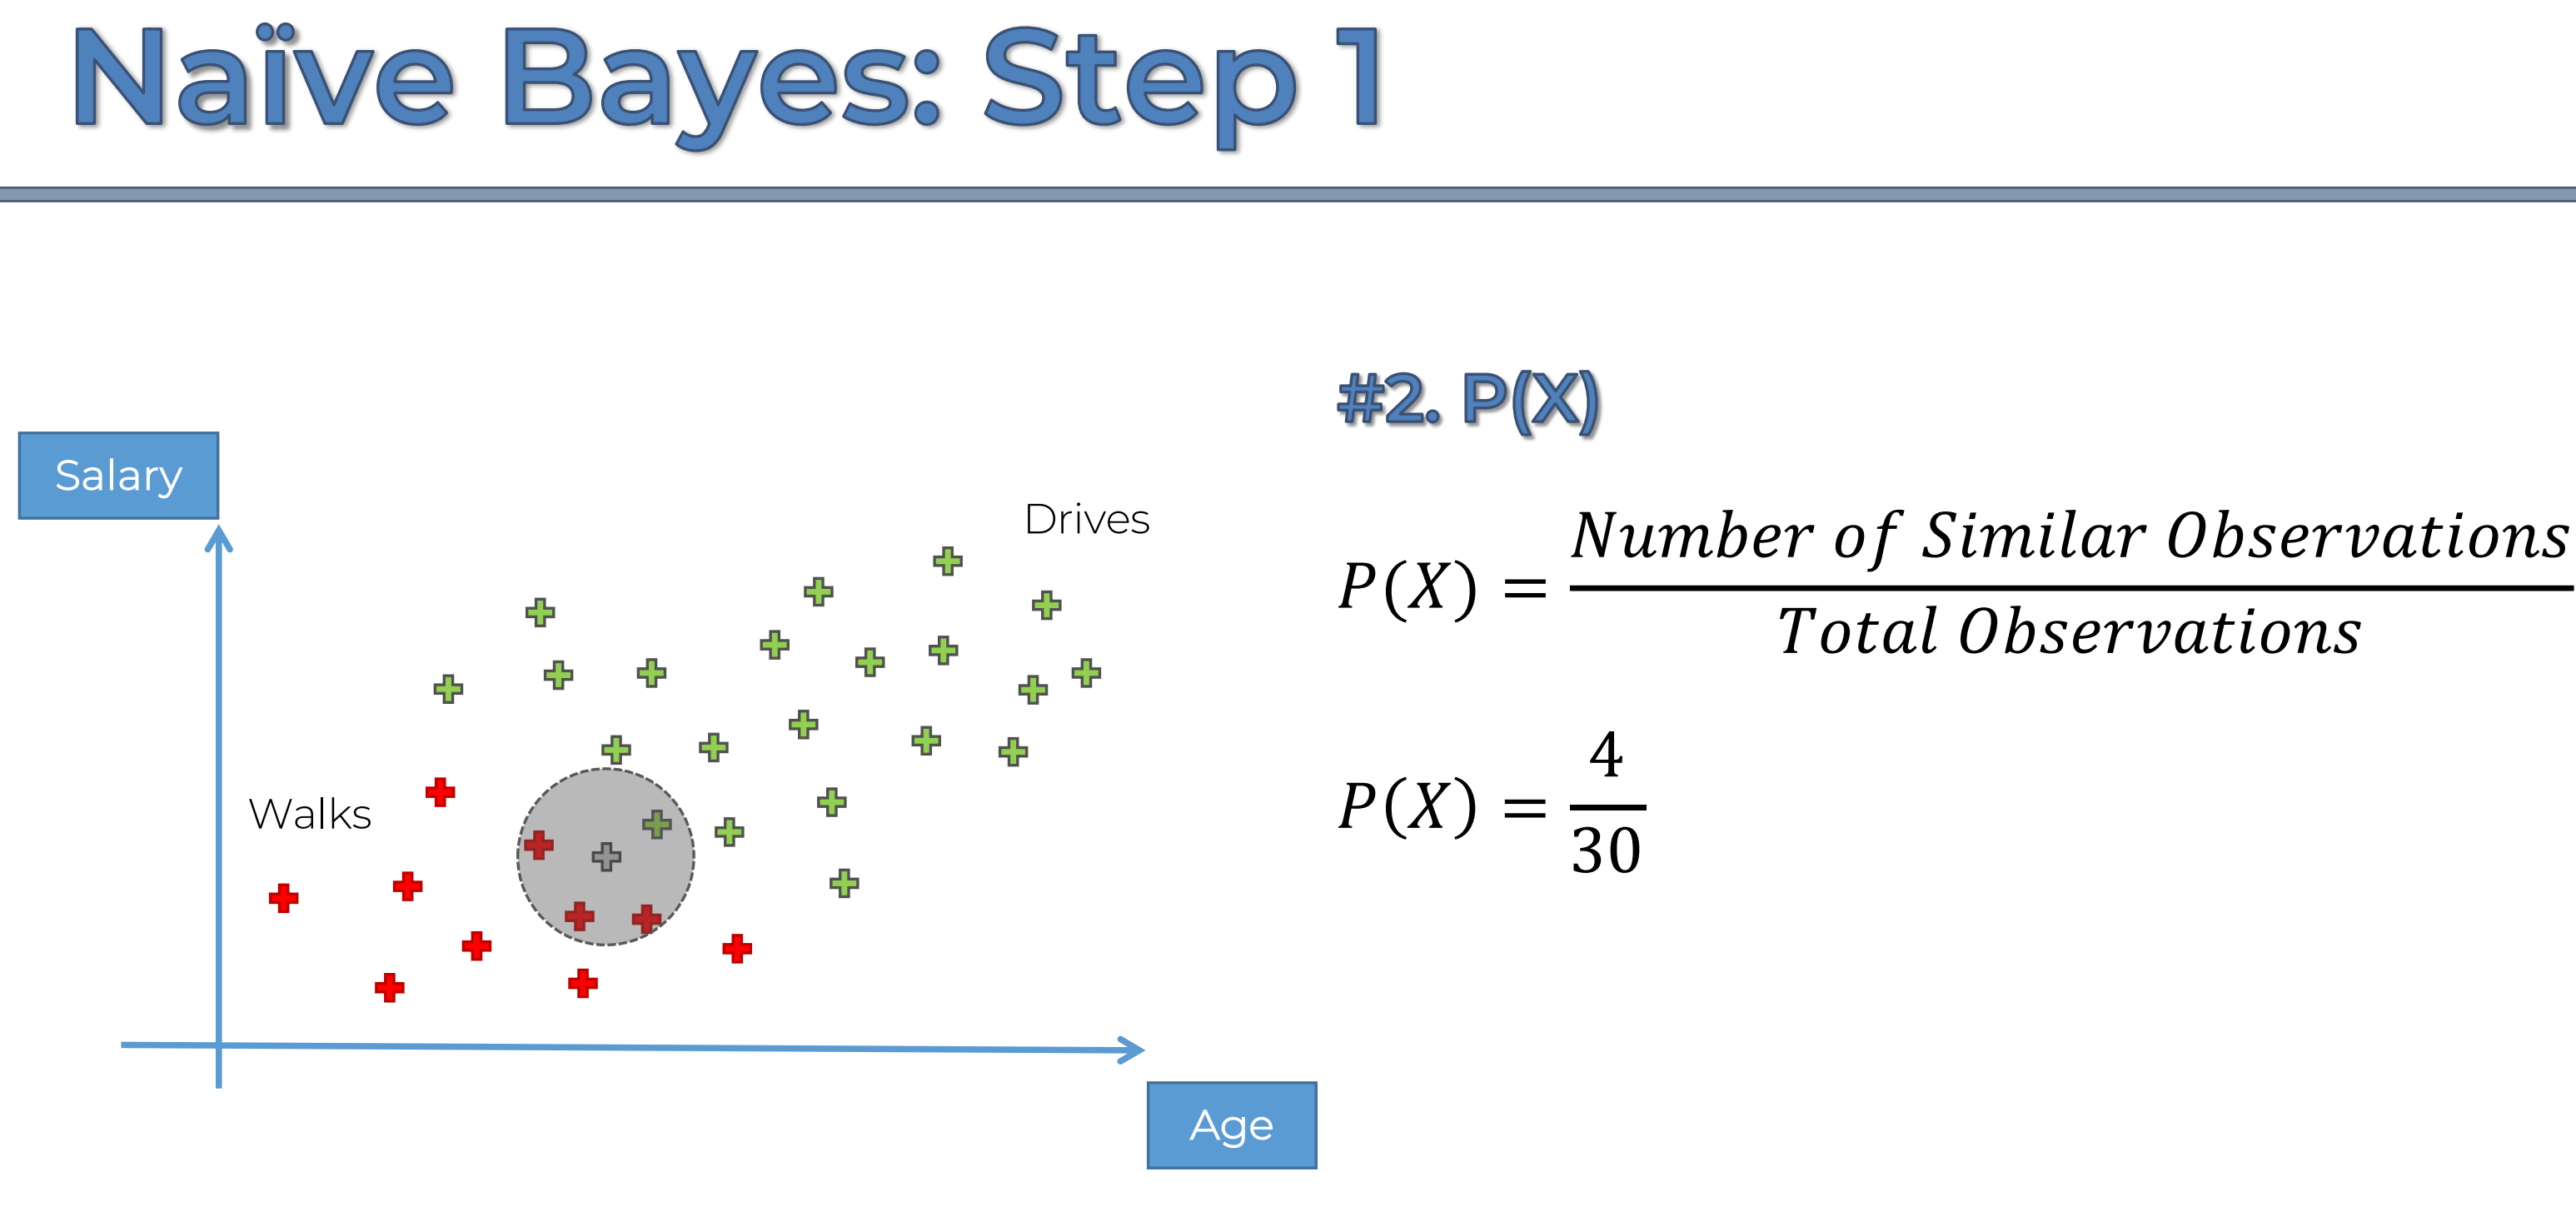 Naïve Bayes: Step 1
#2. P(X)
Salary
Drives
P(X) = Number of Similar Observations / Total Observations
Walks
P(X) = 4 / 30
Age